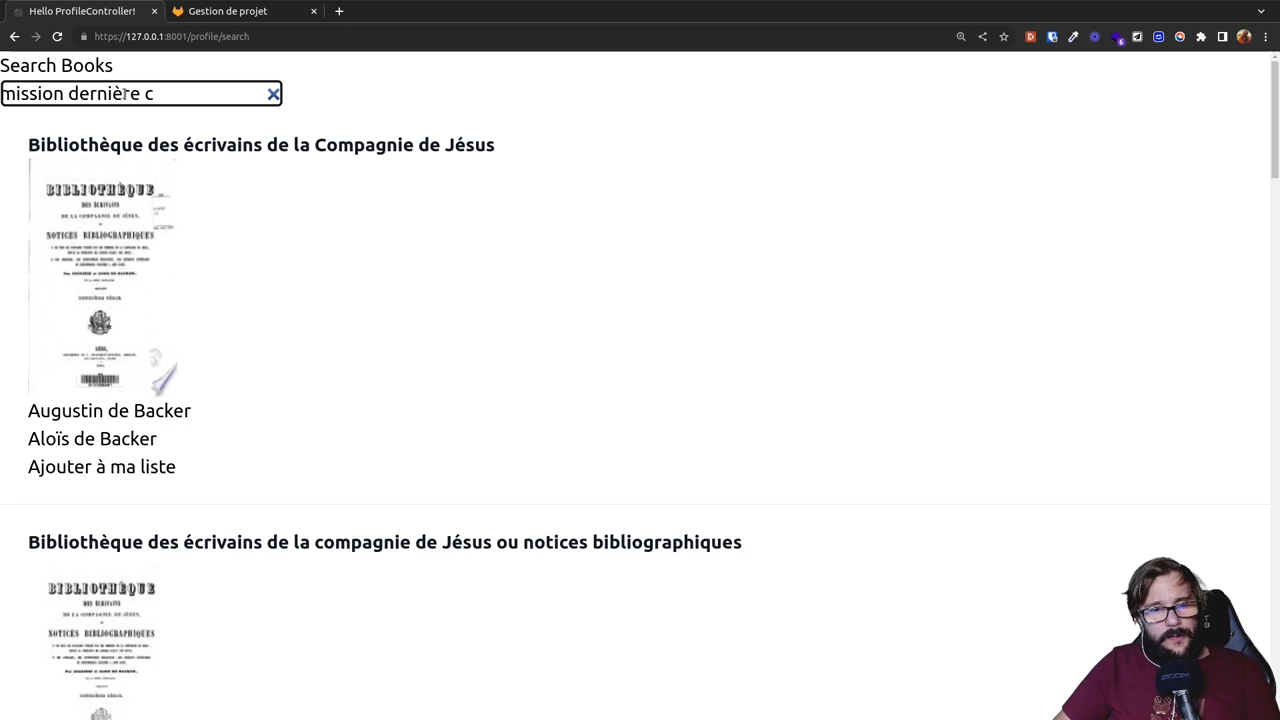 Hello ProfileController!
Gestion de projet
https://127.0.0.1:8001/profile/search
6
Search Books
mission dernière c
Bibliothèque des écrivains de la Compagnie de Jésus
BIBLIOTHÈQUE
DES ÉCRIVAINS
DE LA COMPAGNIE DE JÉSUS,
NOTICES BIBLIOGRAPHIQUES
Augustin de Backer
Aloïs de Backer
Ajouter à ma liste
Bibliothèque des écrivains de la compagnie de Jésus ou notices bibliographiques
BIBLIOTHÈQUE
DES ÉCRIVAINS
DE LA COMPAGNIE DE JÉSUS,
NOTICES BIBLIOGRAPHIQUES
ZOOM